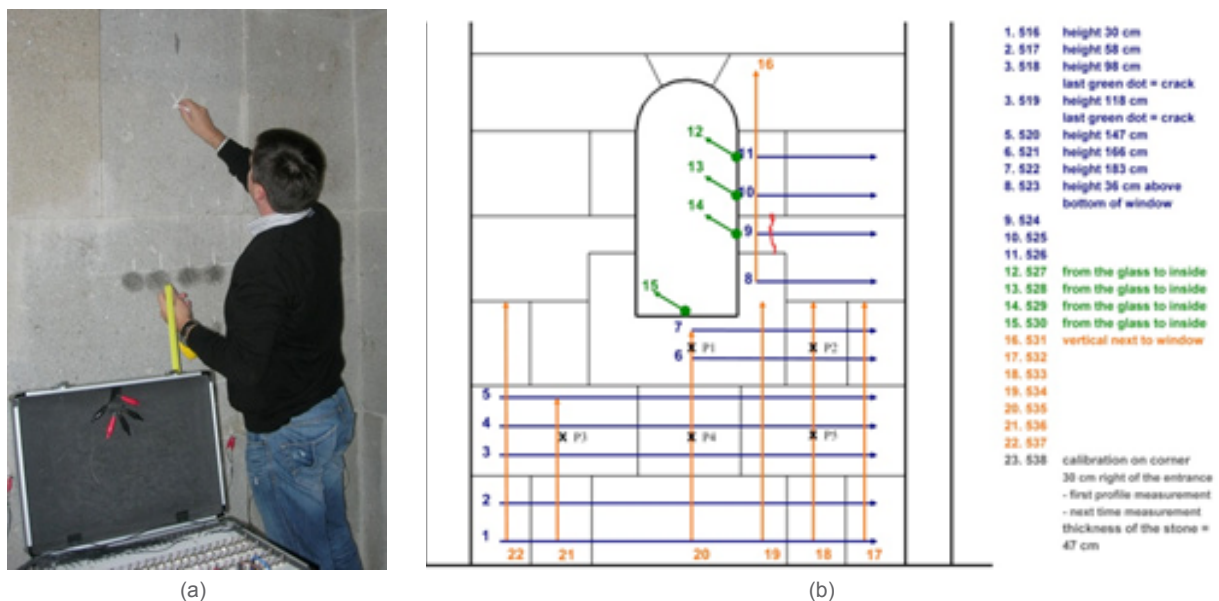 16
12
11
13
10
14
9
8
15
7
P1
P2
6
5
4
P3
P4
P5
3
2
1
22
21
20
19
18
17
1. 516 height 30 cm
2. 517 height 58 cm
3. 518 height 98 cm
last green dot = crack
3. 519 height 118 cm
last green dot = crack
5. 520 height 147 cm
6. 521 height 166 cm
7. 522 height 183 cm
8. 523 height 36 cm above
bottom of window
9. 524
10. 525
11. 526
12. 527 from the glass to inside
13. 528 from the glass to inside
14. 529 from the glass to inside
15. 530 from the glass to inside
16. 531 vertical next to window
17. 532
18. 533
19. 534
20. 535
21. 536
22. 537
23. 538 calibration on corner
30 cm right of the entrance
- first profile measurement
- next time measurement
thickness of the stone =
47 cm
(a)
(b)